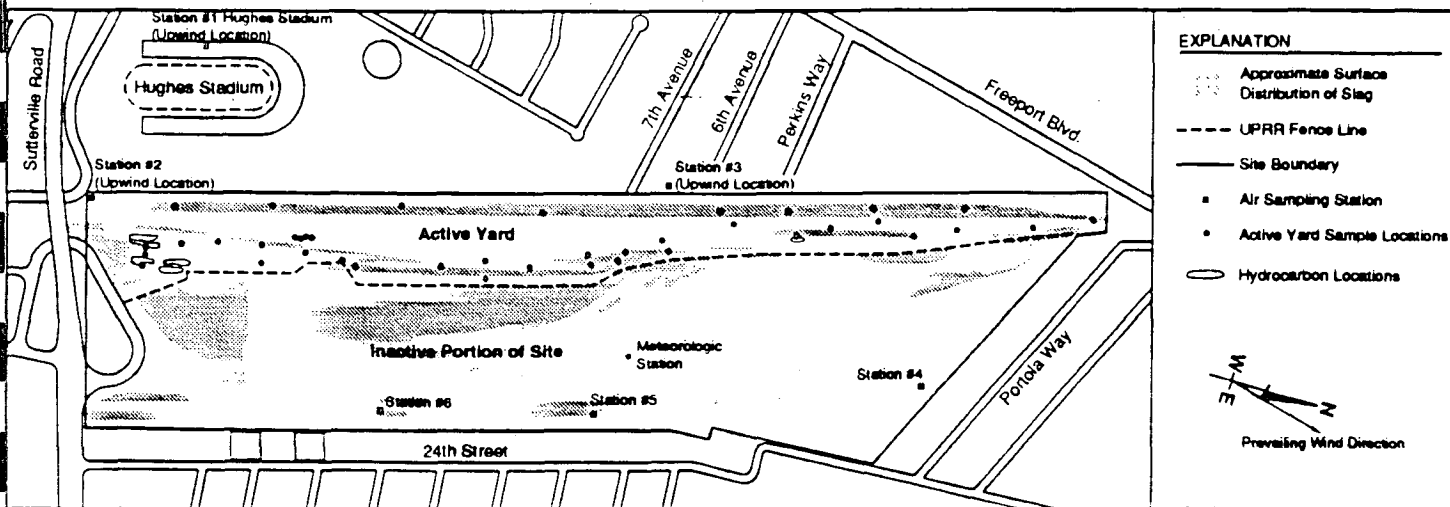 Station #1 Hughes Stadium
(Upwind Location)
Hughes Stadium
Sutterville Road
7th Avenue
6th Avenue
Perkins Way
Freeport Blvd.
Station #2
(Upwind Location)
Station #3
(Upwind Location)
Active Yard
Inactive Portion of Site
Meteorologic
Station
Station #4
Station #6
Station #5
Portola Way
24th Street
EXPLANATION
Approximate Surface
Distribution of Slag
UPRR Fence Line
Site Boundary
Air Sampling Station
Active Yard Sample Locations
Hydrocarbon Locations
W
E
N
Prevailing Wind Direction